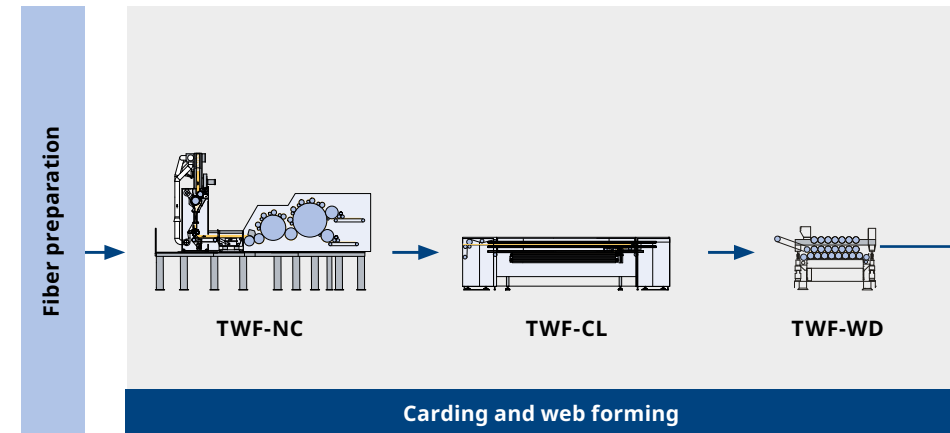 Fiber preparation
TWF-NC
TWF-CL
TWF-WD
Carding and web forming